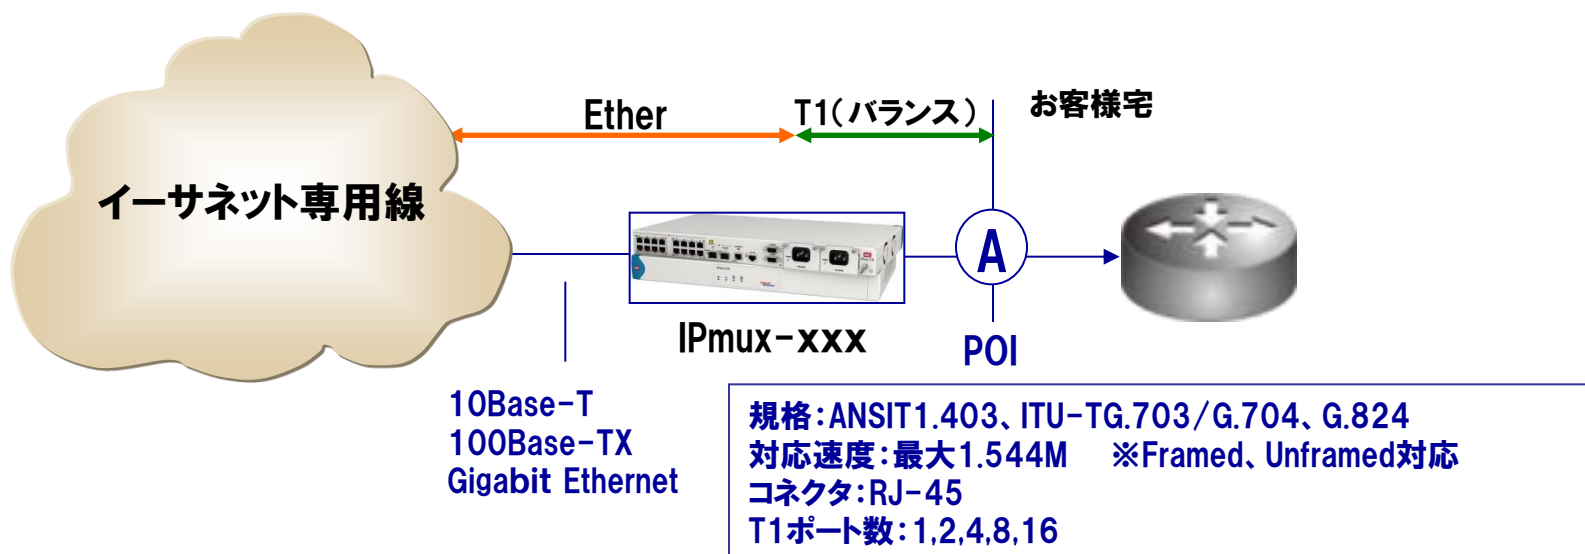 Ether
T1(バランス)
お客様宅
イーサネット専用線
A
IPmux-xxx
POI
10Base-T
100Base-TX
Gigabit Ethernet
規格:ANSIT1.403、ITU-TG.703/G.704、G.824
対応速度:最大1.544M ※Framed、Unframed対応
コネクタ:RJ-45
T1ポート数:1,2,4,8,16